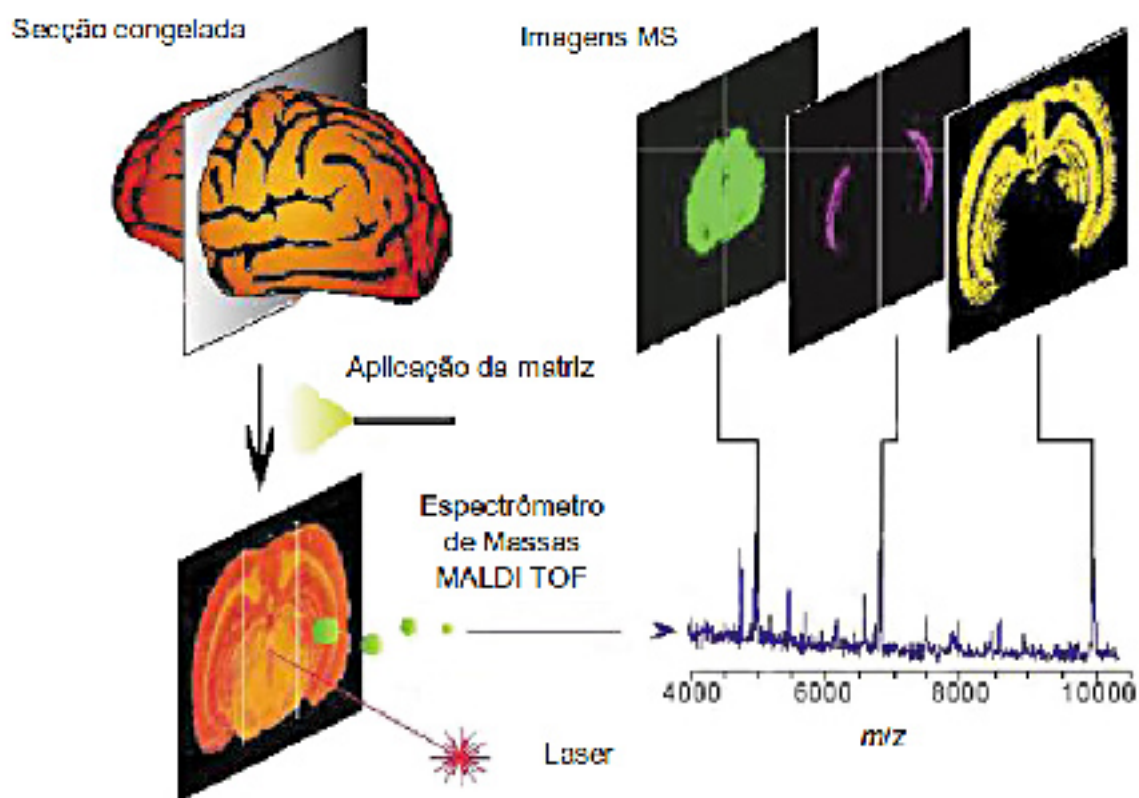 Secção congelada
Imagens MS
Aplicação da matriz
Espectrômetro
de Massas
MALDI TOF
Laser
4000
6000
8000
10000
m/z